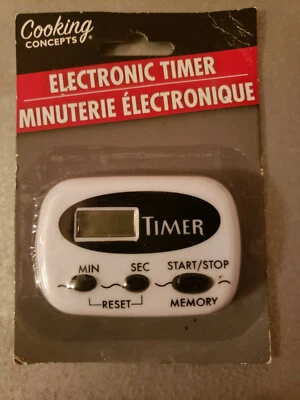 Cooking
CONCEPTS®
ELECTRONIC TIMER
MINUTERIE ÉLECTRONIQUE
TIMER
MIN SEC START/STOP
RESET MEMORY